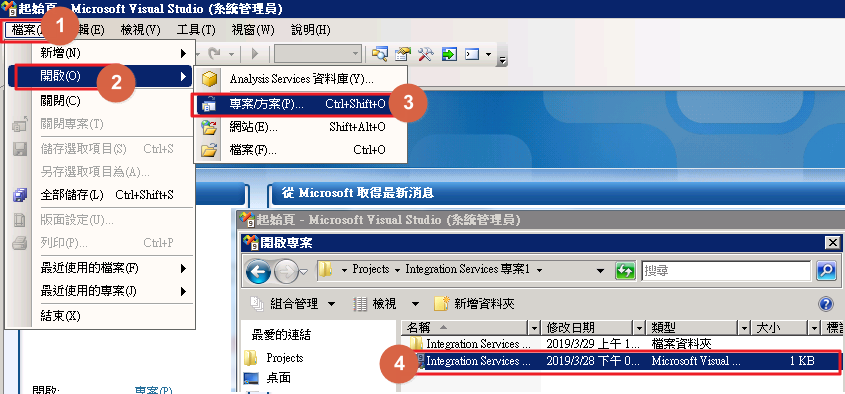 起始頁 - Microsoft Visual Studio (系統管理員)
檔案( 1 輯(E) 檢視(V) 工具(T) 視窗(W) 說明(H)
新增(N)
開啟(O) 2
關閉(C)
關閉專案(T)
儲存選取項目(S) Ctrl+S
另存選取項目為(A)...
全部儲存(L) Ctrl+Shift+S
版面設定(U)...
列印(P)... Ctrl+P
最近使用的檔案(F)
最近使用的專案(J)
結束(X)
Analysis Services 資料庫(Y)...
專案/方案(P)... Ctrl+Shift+O 3
網站(E)... Shift+Alt+O
檔案(F)... Ctrl+O
從 Microsoft 取得最新消息
起始頁 - Microsoft Visual Studio (系統管理員)
開啟專案
Projects Integration Services 專案1 搜尋
組合管理 檢視 新增資料夾
最愛的連結
Projects
桌面
名稱 修改日期 類型 大小 標
Integration Services ... 2019/3/29 上午 1... 檔案資料夾
4 Integration Services ... 2019/3/28 下午 0... Microsoft Visual ... 1 KB
開啟: 專案(P)